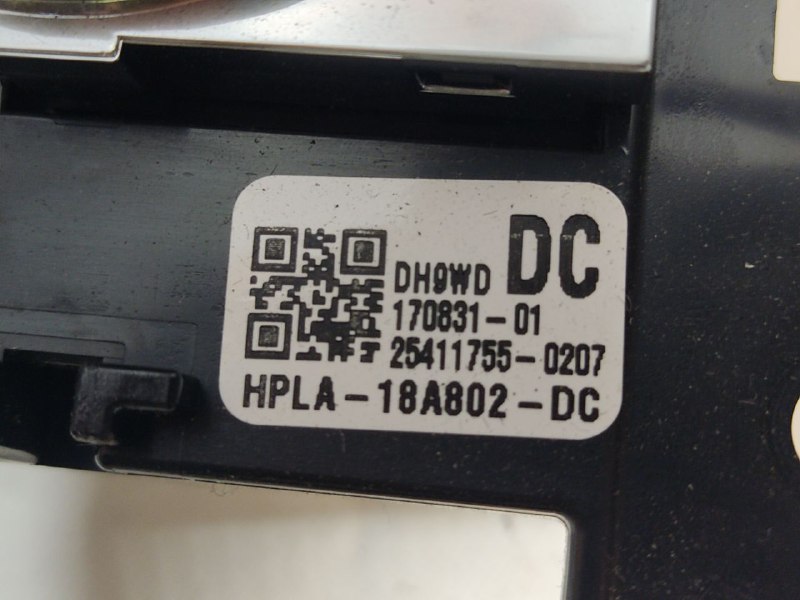 DC
DH9WD
170831-01
25411755-0207
HPLA-18A802-DC